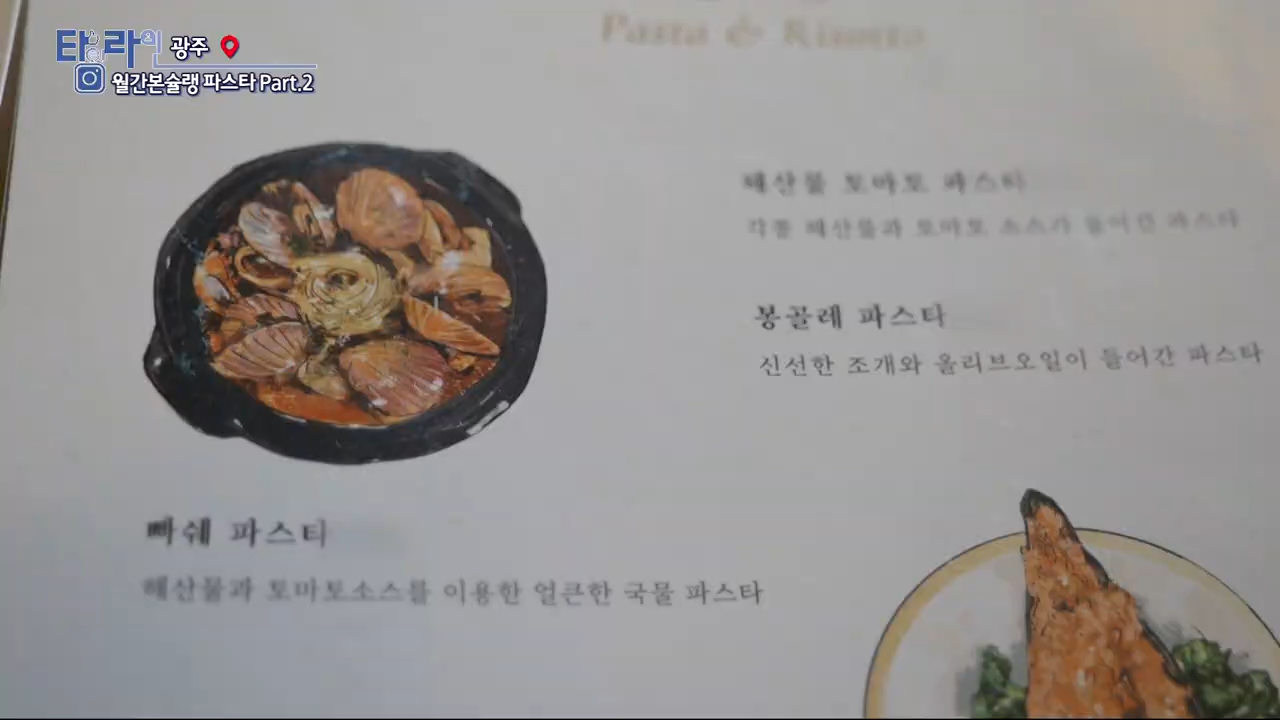 타임라인 광주
월간본슐랭 파스타 Part.2
Pasta & Risotto
해산물 토마토 파스타
각종 해산물과 토마토 소스가 들어간 파스타
봉골레 파스타
신선한 조개와 올리브오일이 들어간 파스타
빠쉐 파스타
해산물과 토마토소스를 이용한 얼큰한 국물 파스타